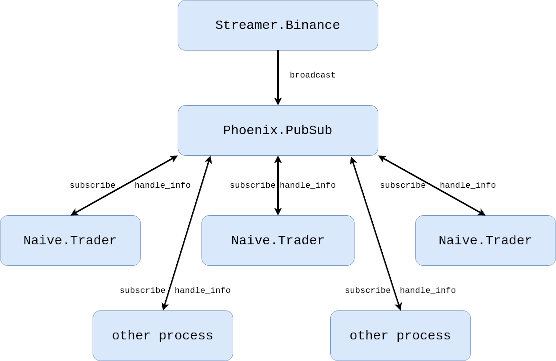 Streamer.Binance
broadcast
Phoenix.PubSub
subscribe handle_info
subscribe handle_info
subscribe handle_info
Naive.Trader
Naive.Trader
Naive.Trader
subscribe handle_info
subscribe handle_info
other process
other process